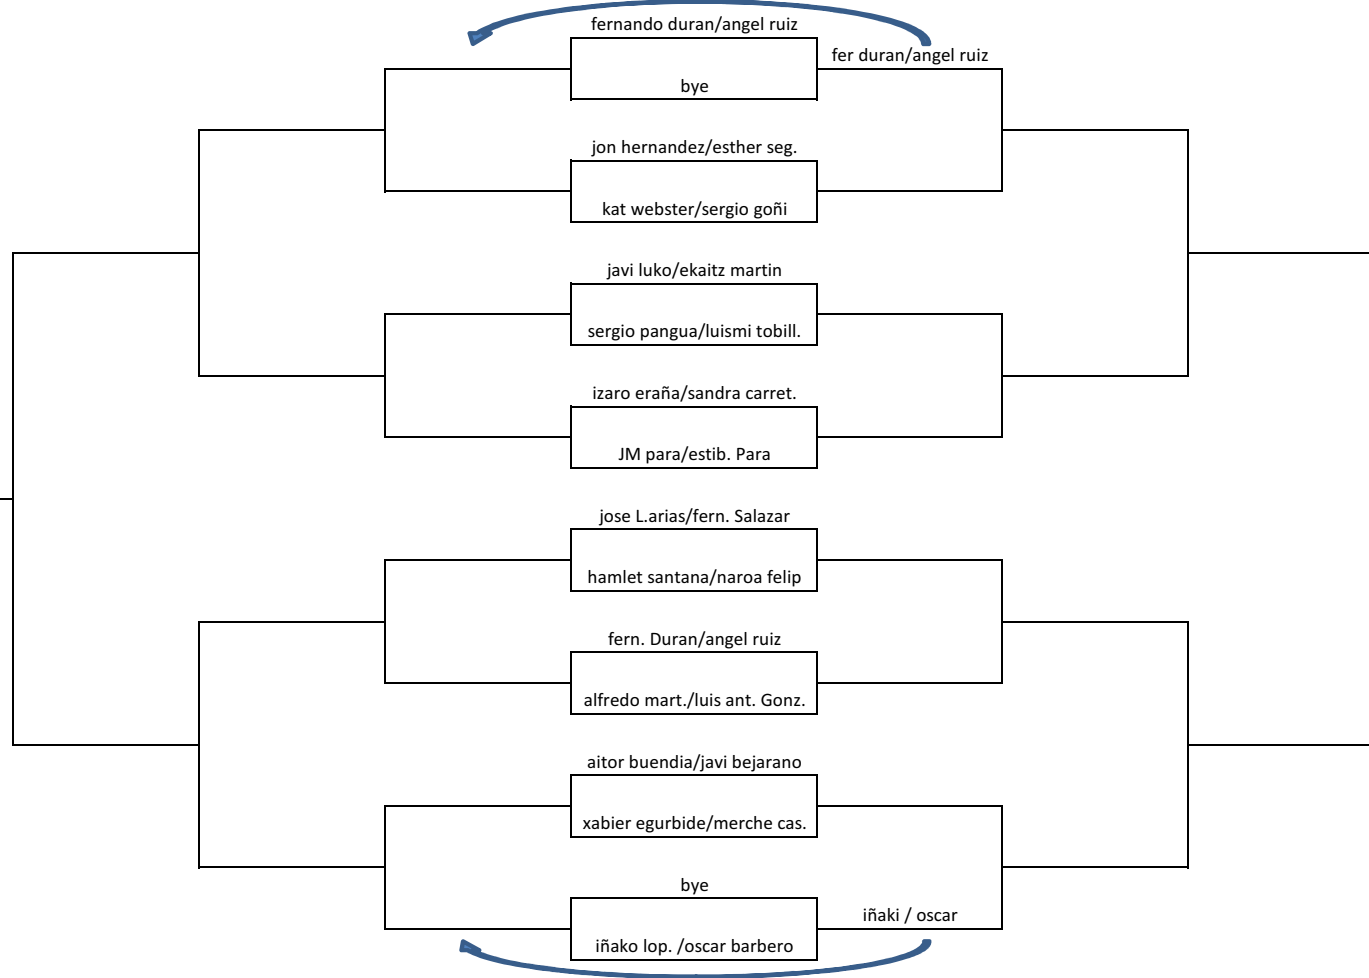 fernando duran/angel ruiz
fer duran/angel ruiz
bye
jon hernandez/esther seg.
kat webster/sergio goñi
javi luko/ekaitz martin
sergio pangua/luismi tobill.
izaro eraña/sandra carret.
JM para/estib. Para
jose L.arias/fern. Salazar
hamlet santana/naroa felip
fern. Duran/angel ruiz
alfredo mart./luis ant. Gonz.
aitor buendia/javi bejarano
xabier egurbide/merche cas.
bye
iñaki / oscar
iñako lop. /oscar barbero